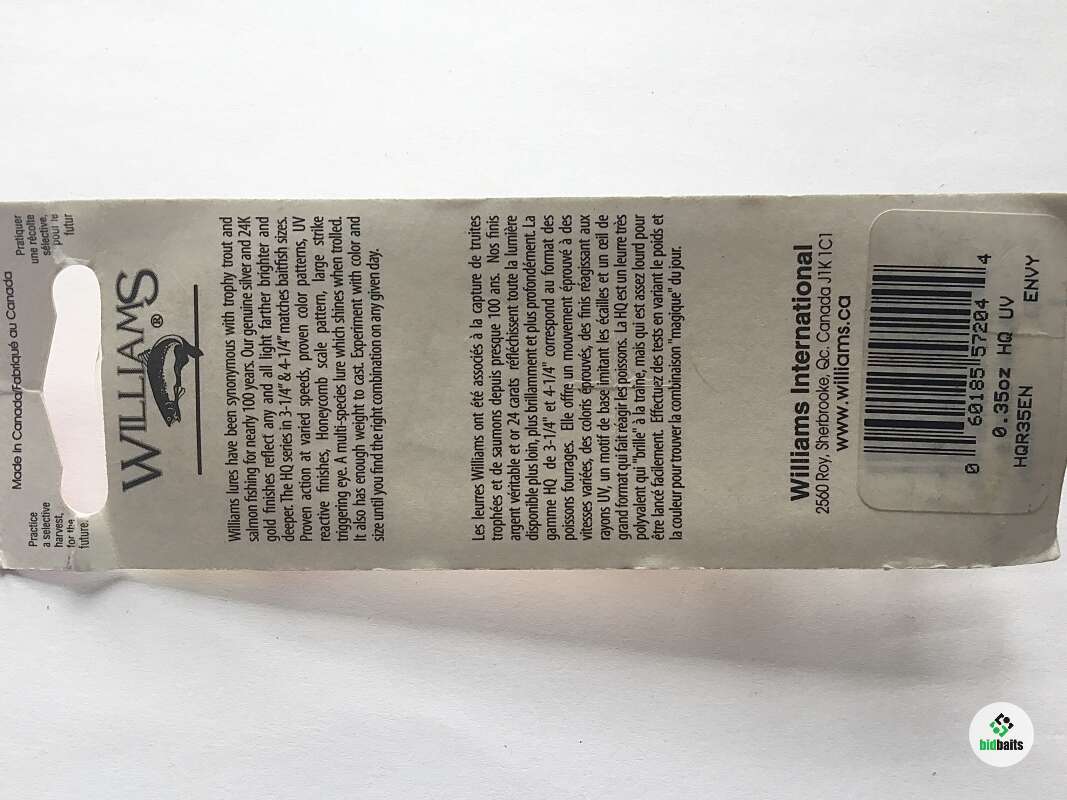 Made in Canada/Fabriqué au Canada
Practice
a selective
harvest,
for the
future.
Pratiquer
une récolte
sélective,
pour le
futur
WILLIAMS
®
Williams lures have been synonymous with trophy trout and
salmon fishing for nearly 100 years. Our genuine silver and 24K
gold finishes reflect any and all light farther brighter and
deeper. The HQ series in 3-1/4" & 4-1/4" matches baitfish sizes.
Proven action at varied speeds, proven color patterns, UV
reactive finishes, Honeycomb scale pattern, large strike
triggering eye. A multi-species lure which shines when trolled.
It also has enough weight to cast. Experiment with color and
size until you find the right combination on any given day.
Les leurres Williams ont été associés à la capture de truites
trophées et de saumons depuis presque 100 ans. Nos finis
argent véritable et or 24 carats réfléchissent toute la lumière
disponible plus loin, plus brillamment et plus profondément. La
gamme HQ de 3-1/4" et 4-1/4" correspond au format des
poissons fourrages. Elle offre un mouvement éprouvé à des
vitesses variées, des coloris éprouvés, des finis réagissant aux
rayons UV, un motif de base imitant les écailles et un œil de
grand format qui fait réagir les poissons. La HQ est un leurre très
polyvalent qui "brille" à la traîne, mais qui est assez lourd pour
être lancé facilement. Effectuez des tests en variant le poids et
la couleur pour trouver la combinaison "magique" du jour.
Williams International
2560 Roy, Sherbrooke, Qc. Canada J1K 1C1
www.williams.ca
0 60185 57204 4
0.35oz HQ UV
HQR35EN ENVY
bidbaits